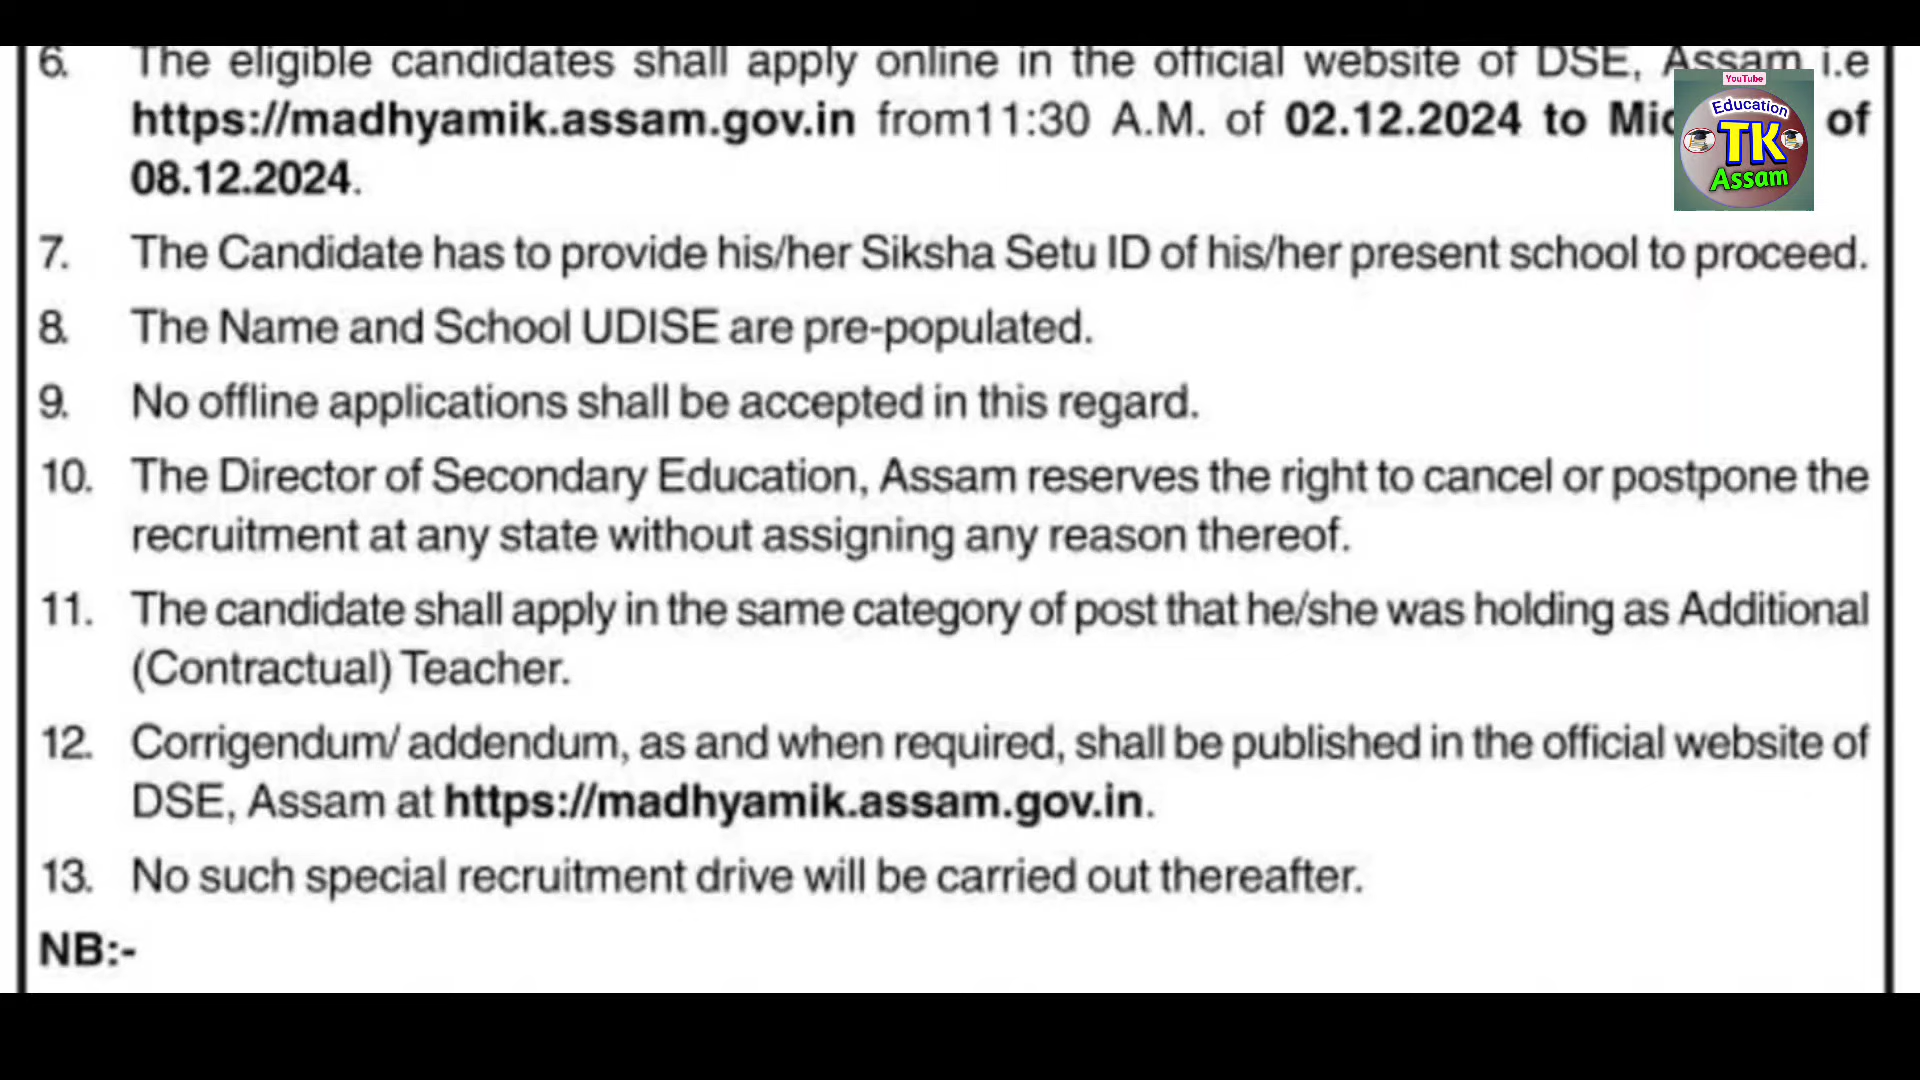 6. The eligible candidates shall apply online in the official website of DSE, Assam i.e
https://madhyamik.assam.gov.in from11:30 A.M. of 02.12.2024 to of
08.12.2024.
7. The Candidate has to provide his/her Siksha Setu ID of his/her present school to proceed.
8. The Name and School UDISE are pre-populated.
9. No offline applications shall be accepted in this regard.
10. The Director of Secondary Education, Assam reserves the right to cancel or postpone the
recruitment at any state without assigning any reason thereof.
11. The candidate shall apply in the same category of post that he/she was holding as Additional
(Contractual) Teacher.
12. Corrigendum/ addendum, as and when required, shall be published in the official website of
DSE, Assam at https://madhyamik.assam.gov.in.
13. No such special recruitment drive will be carried out thereafter.
NB:-
YouTube
Education
TK
Assam